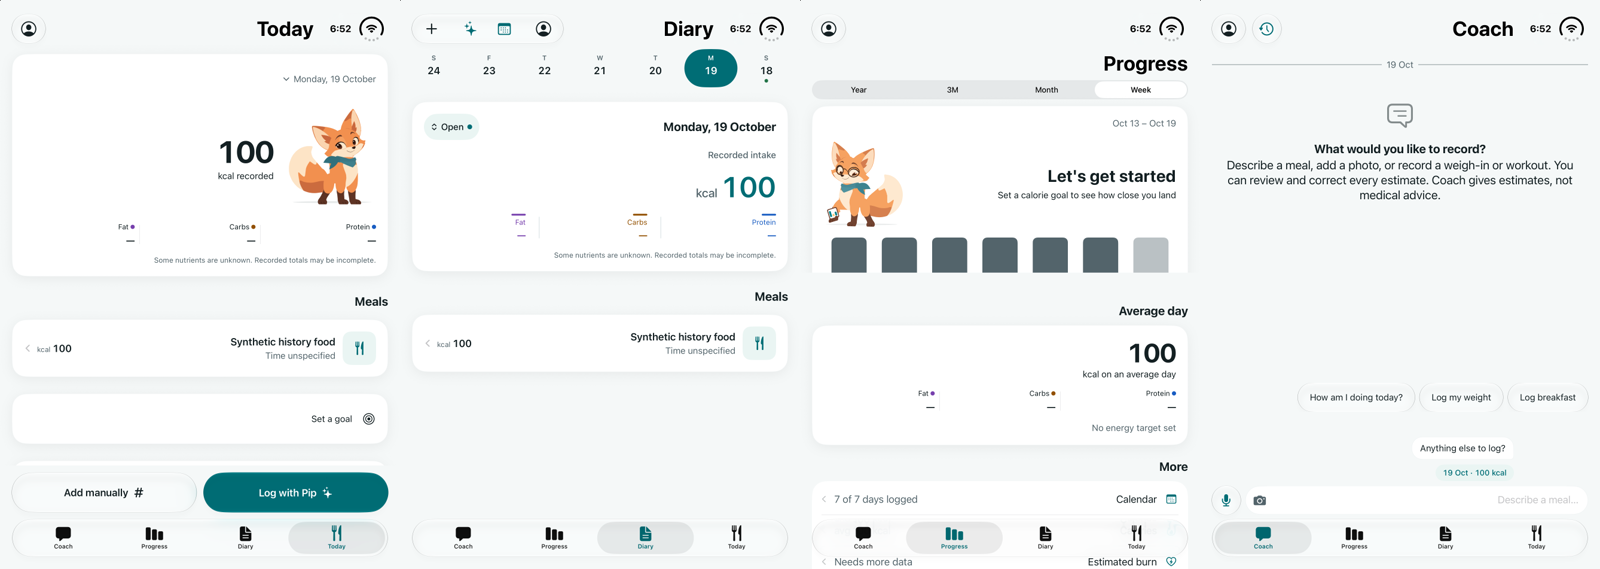 Today
6:52
Monday, 19 October
100
kcal recorded
Fat
Carbs
Protein
—
—
—
Some nutrients are unknown. Recorded totals may be incomplete.
Meals
Synthetic history food
Time unspecified
kcal 100
Set a goal
Add manually
Log with Pip
Coach
Progress
Diary
Today
Diary
6:52
S
F
T
W
T
M
S
24
23
22
21
20
19
18
Open
Monday, 19 October
Recorded intake
kcal 100
Fat
Carbs
Protein
—
—
—
Some nutrients are unknown. Recorded totals may be incomplete.
Meals
Synthetic history food
Time unspecified
kcal 100
Coach
Progress
Diary
Today
6:52
Progress
Year
3M
Month
Week
Oct 13 – Oct 19
Let's get started
Set a calorie goal to see how close you land
Average day
100
kcal on an average day
Fat
Carbs
Protein
—
—
—
No energy target set
More
7 of 7 days logged
Calendar
Coach
Progress
Diary
Today
Needs more data
Estimated burn
Coach
6:52
19 Oct
What would you like to record?
Describe a meal, add a photo, or record a weigh-in or workout. You
can review and correct every estimate. Coach gives estimates, not
medical advice.
How am I doing today?
Log my weight
Log breakfast
Anything else to log?
19 Oct · 100 kcal
Describe a meal...
Coach
Progress
Diary
Today